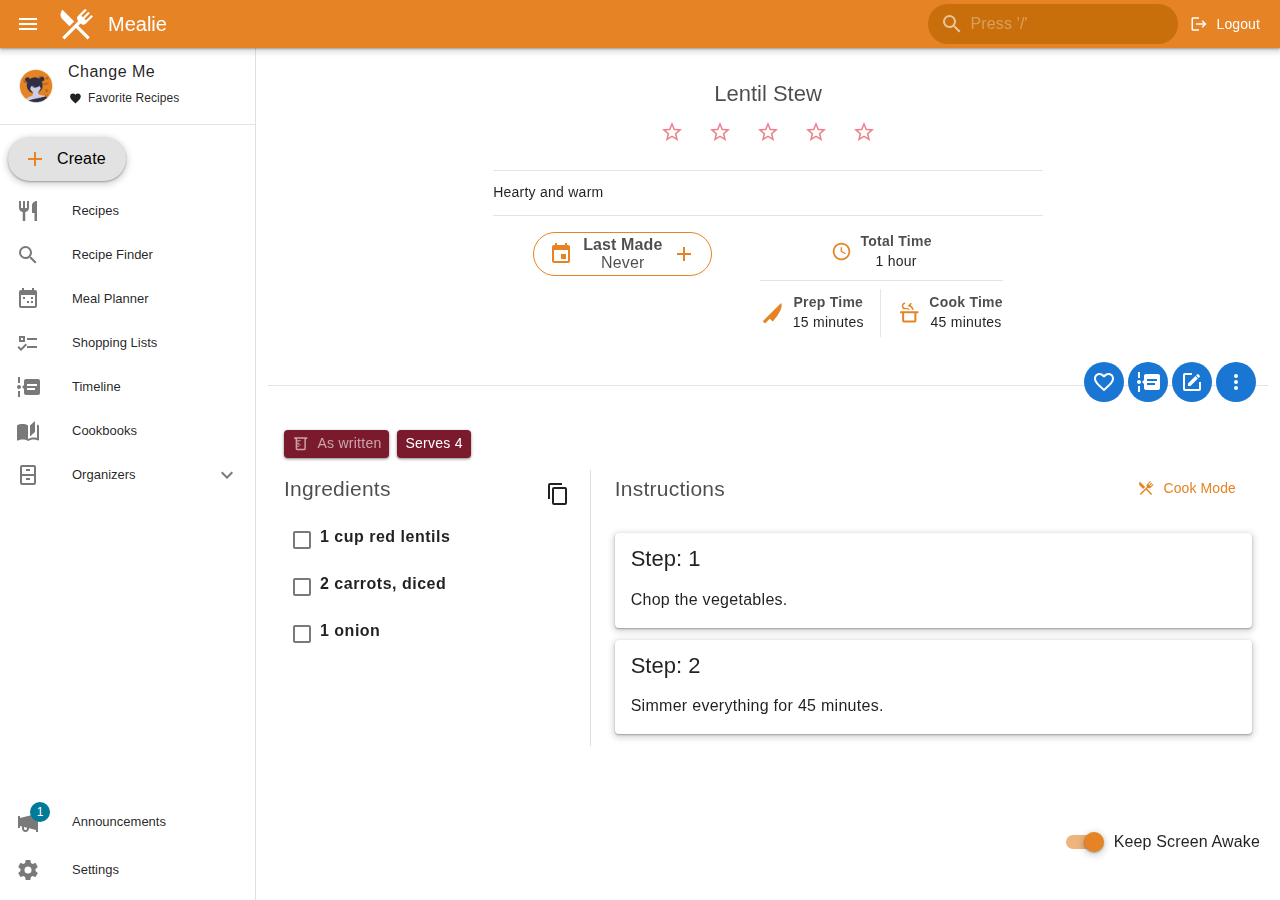 Mealie
Press '/'
Logout
Change Me
Favorite Recipes
Create
Recipes
Recipe Finder
Meal Planner
Shopping Lists
Timeline
Cookbooks
Organizers
Announcements
1
Settings
Lentil Stew
Hearty and warm
Last Made
Never
Total Time
1 hour
Prep Time
15 minutes
Cook Time
45 minutes
As written
Serves 4
Ingredients
1 cup red lentils
2 carrots, diced
1 onion
Instructions
Cook Mode
Step: 1
Chop the vegetables.
Step: 2
Simmer everything for 45 minutes.
Keep Screen Awake